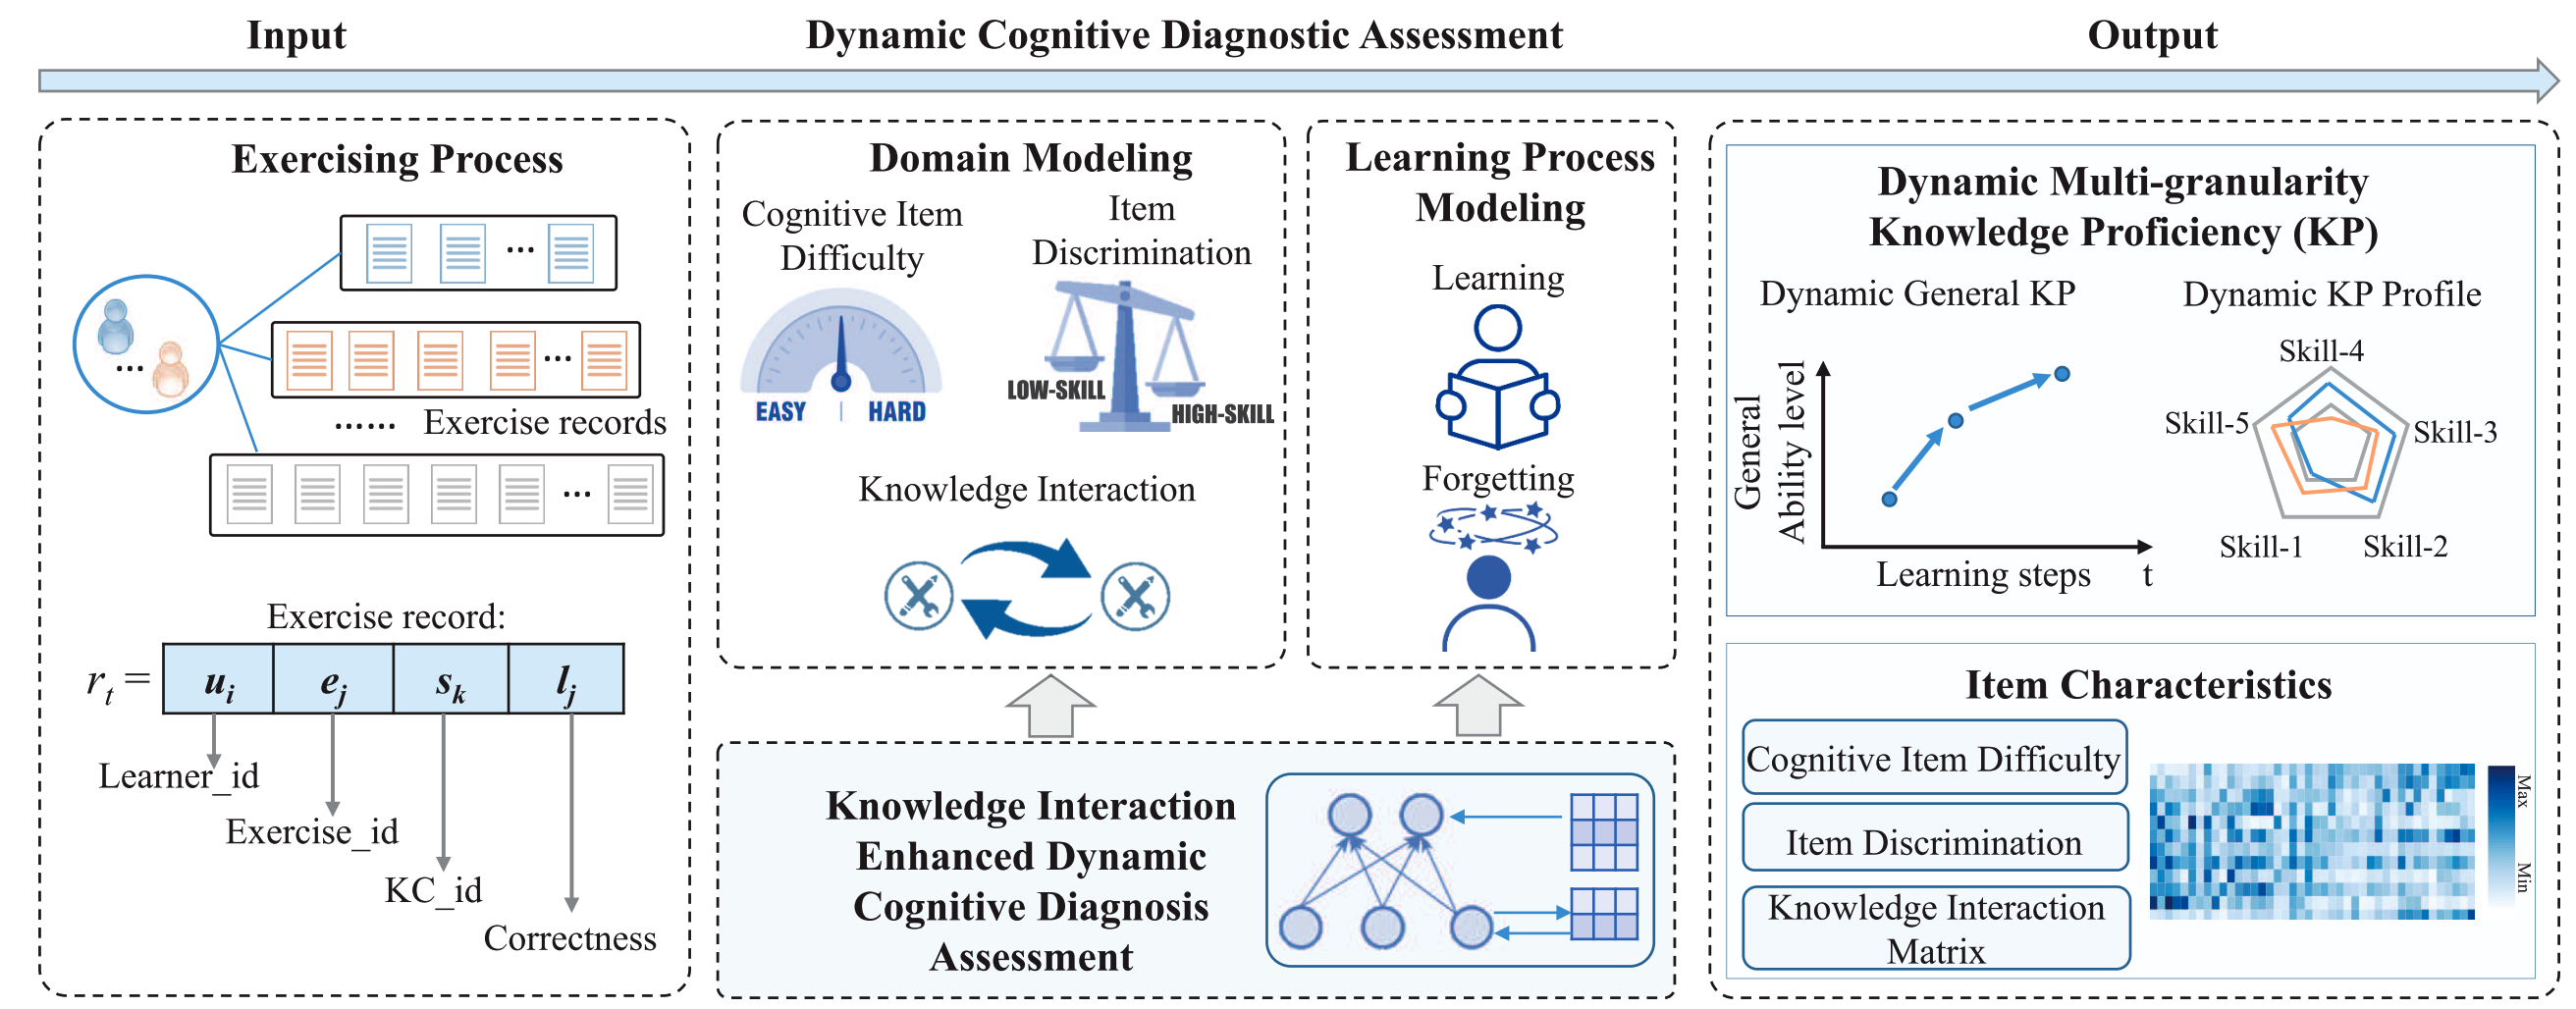 Input
Dynamic Cognitive Diagnostic Assessment
Output
Exercising Process
...
...
...
...... Exercise records
...
Exercise record:
r_t = u_i e_j s_k l_j
Learner_id
Exercise_id
KC_id
Correctness
Domain Modeling
Cognitive Item
Difficulty
EASY | HARD
Item
Discrimination
LOW-SKILL
HIGH-SKILL
Knowledge Interaction
Learning Process
Modeling
Learning
Forgetting
Knowledge Interaction
Enhanced Dynamic
Cognitive Diagnosis
Assessment
Dynamic Multi-granularity
Knowledge Proficiency (KP)
Dynamic General KP
General
Ability level
Learning steps t
Dynamic KP Profile
Skill-4
Skill-5
Skill-3
Skill-1
Skill-2
Item Characteristics
Cognitive Item Difficulty
Item Discrimination
Knowledge Interaction
Matrix
Max
Min